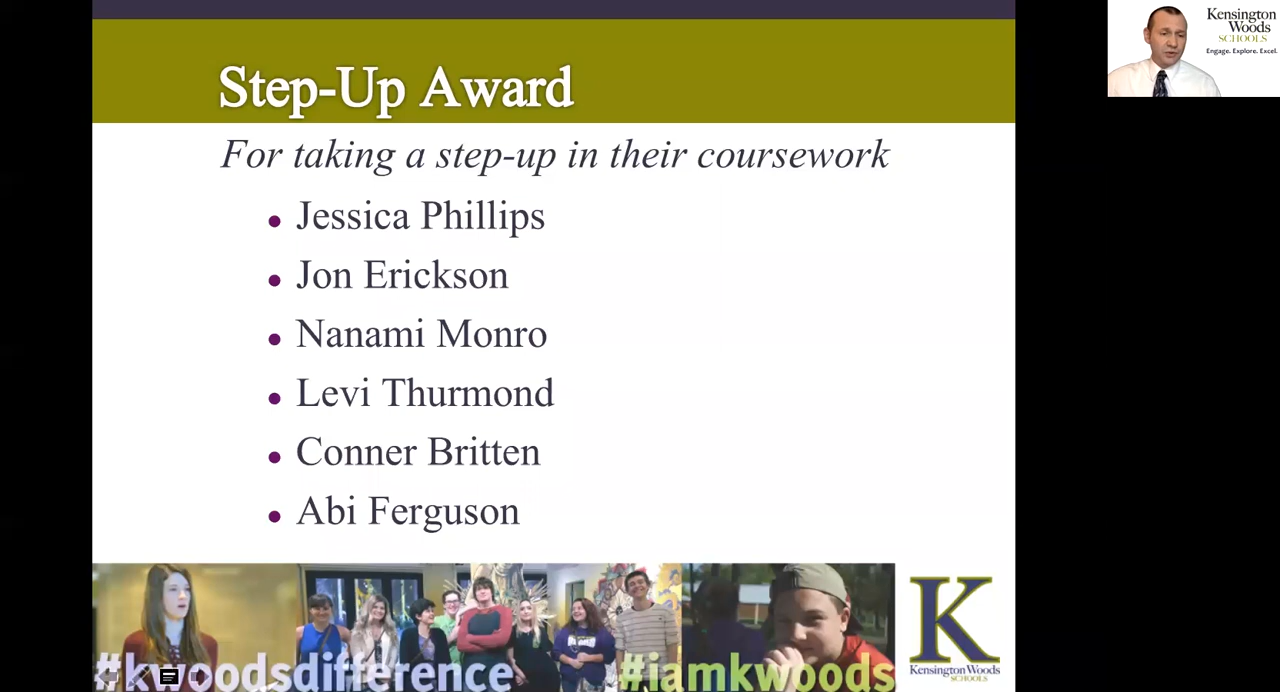 Step-Up Award
For taking a step-up in their coursework
Jessica Phillips
Jon Erickson
Nanami Monro
Levi Thurmond
Conner Britten
Abi Ferguson
#kwoodsdifference
#iamkwoods
K
Kensington Woods
SCHOOLS
Kensington
Woods
SCHOOLS
Engage. Explore. Excel.